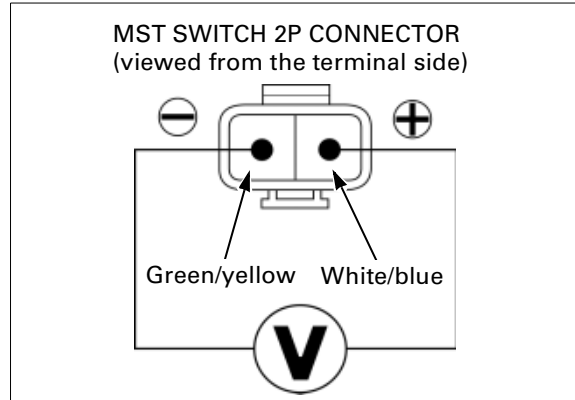 MST SWITCH 2P CONNECTOR
(viewed from the terminal side)
Green/yellow White/blue
V